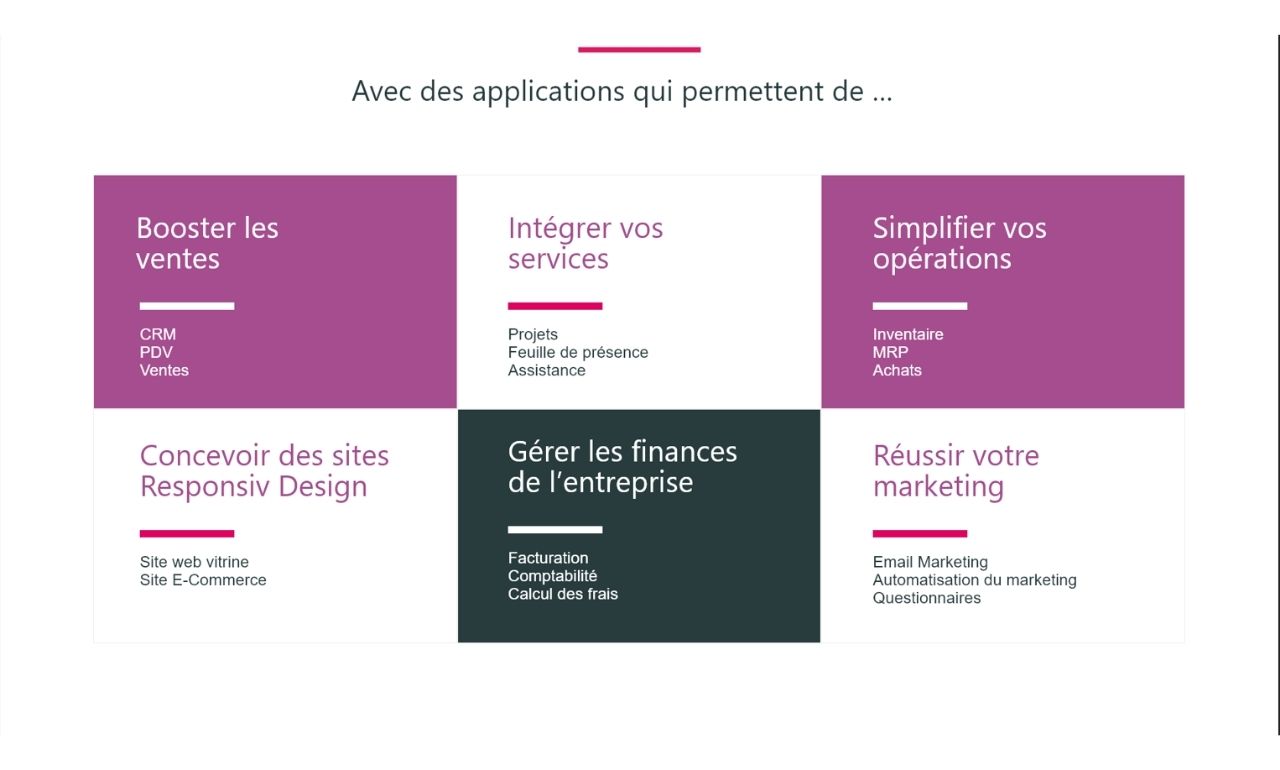 Avec des applications qui permettent de ...
Booster les
ventes
CRM
PDV
Ventes
Intégrer vos
services
Projets
Feuille de présence
Assistance
Simplifier vos
opérations
Inventaire
MRP
Achats
Concevoir des sites
Responsiv Design
Site web vitrine
Site E-Commerce
Gérer les finances
de l’entreprise
Facturation
Comptabilité
Calcul des frais
Réussir votre
marketing
Email Marketing
Automatisation du marketing
Questionnaires